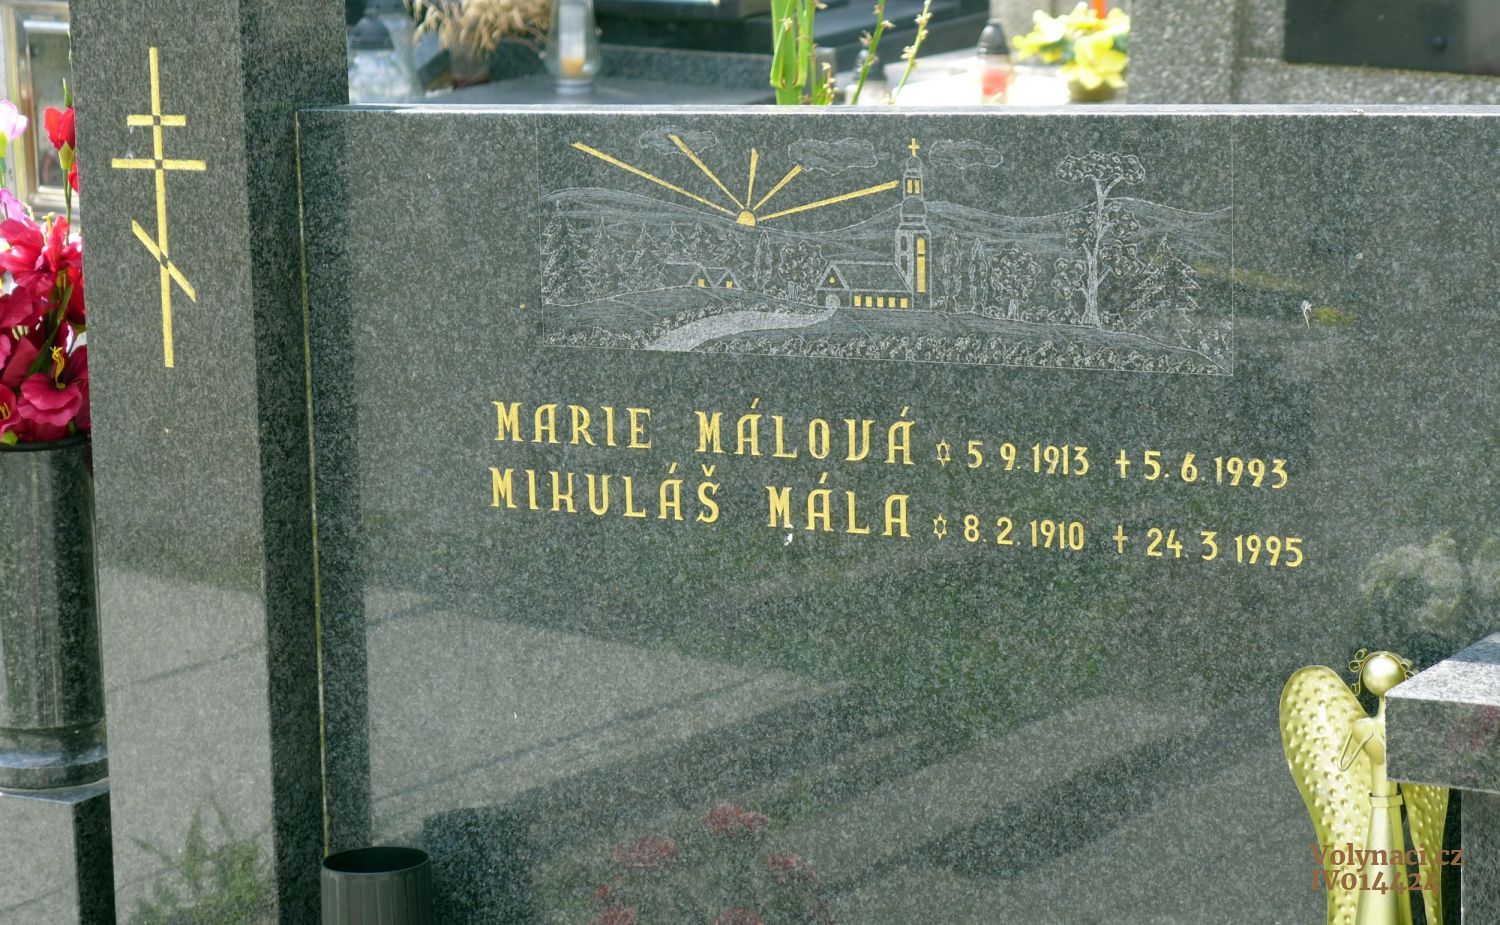 MARIE MÁLOVÁ ✡ 5. 9. 1913 † 5. 6. 1993
MIKULÁŠ MÁLA ✡ 8. 2. 1910 † 24. 3 1995
Volynaci.cz
IV014424